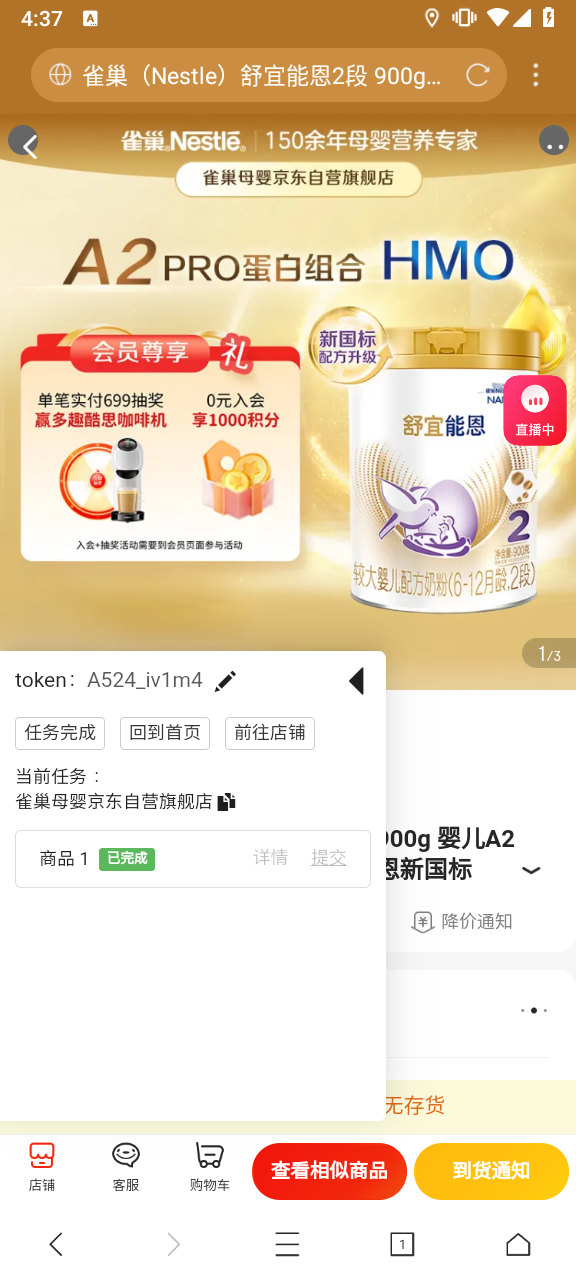 4:37
A
雀巢（Nestle）舒宜能恩2段 900g...
雀巢 Nestlé 150余年母婴营养专家
雀巢母婴京东自营旗舰店
A2 PRO蛋白组合 HMO
会员尊享 礼
新国标
配方升级
单笔实付699抽奖
赢多趣酷思咖啡机
0元入会
享1000积分
入会+抽奖活动需要到会员页面参与活动
舒宜能恩
2
净含量:900克
较大婴儿配方奶粉(6-12月龄,2段)
直播中
1/3
token： A524_iv1m4
任务完成 回到首页 前往店铺
当前任务：
雀巢母婴京东自营旗舰店
商品 1 已完成 详情 提交
900g 婴儿A2
恩新国标
降价通知
无存货
店铺 客服 购物车 查看相似商品 到货通知
1